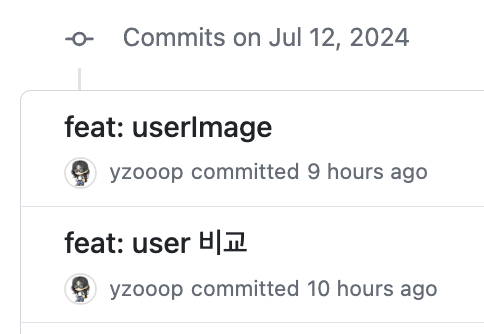 Commits on Jul 12, 2024
feat: userImage
yzooop committed 9 hours ago
feat: user 비교
yzooop committed 10 hours ago